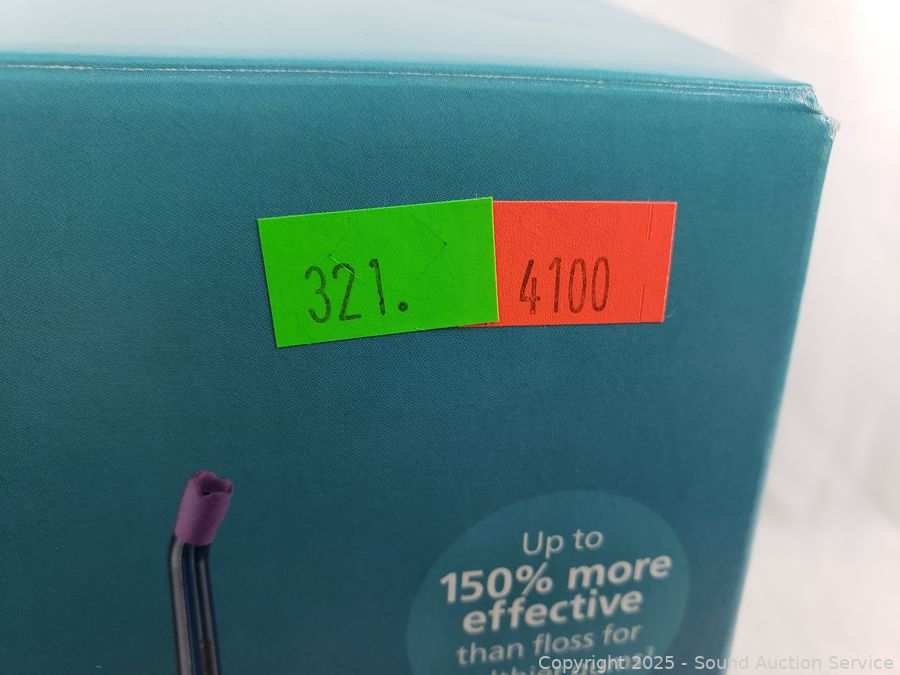 321.
4100
Up to
150% more
effective
than floss for
Copyright 2025 - Sound Auction Service